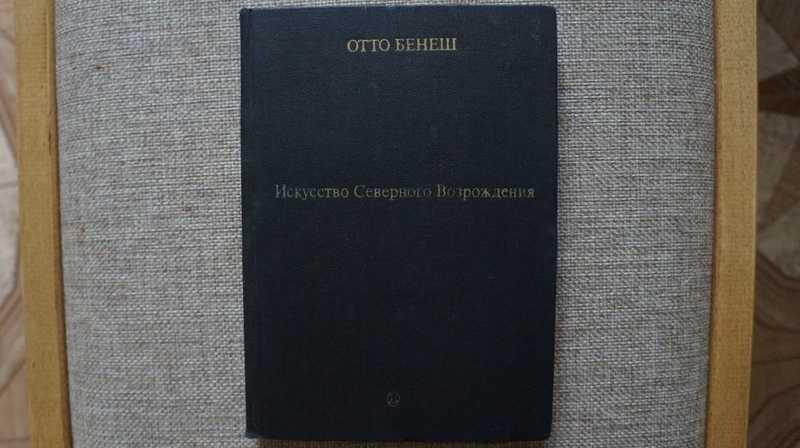 ОТТО БЕНЕШ
Искусство Северного Возрождения